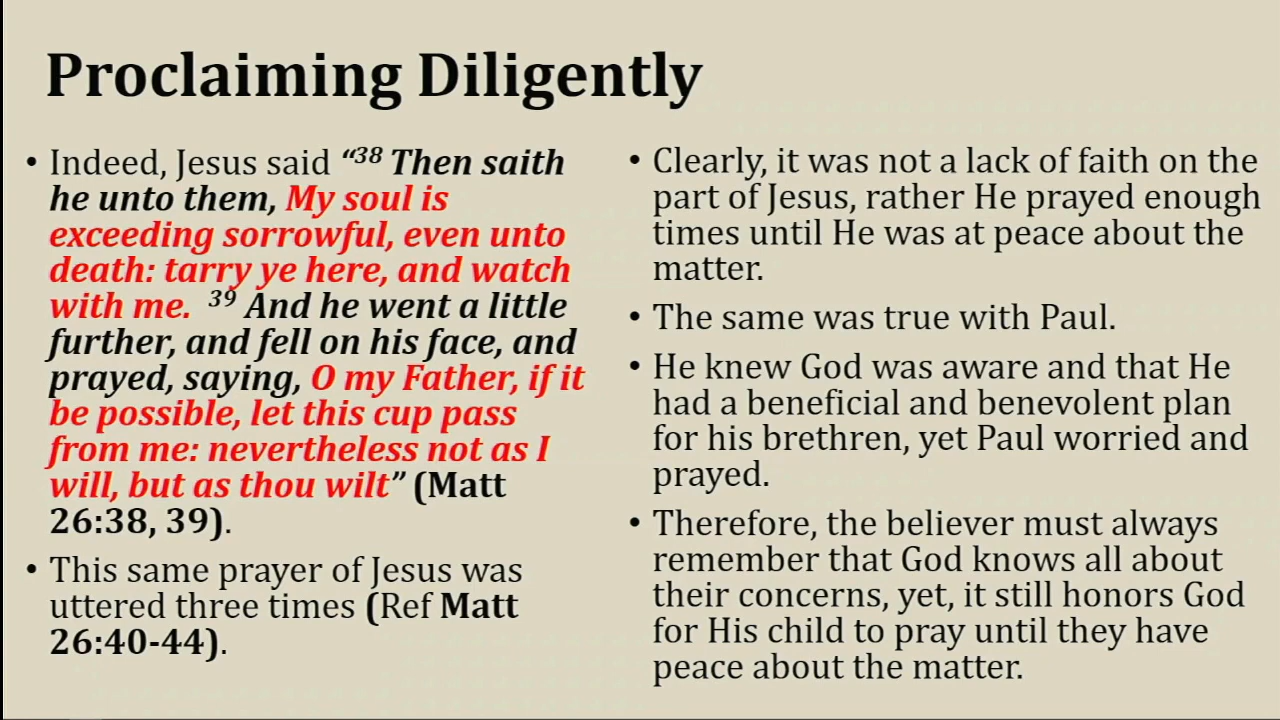 Proclaiming Diligently
• Indeed, Jesus said “38 Then saith
he unto them, My soul is
exceeding sorrowful, even unto
death: tarry ye here, and watch
with me. 39 And he went a little
further, and fell on his face, and
prayed, saying, O my Father, if it
be possible, let this cup pass
from me: nevertheless not as I
will, but as thou wilt” (Matt
26:38, 39).
• This same prayer of Jesus was
uttered three times (Ref Matt
26:40-44).
• Clearly, it was not a lack of faith on the
part of Jesus, rather He prayed enough
times until He was at peace about the
matter.
• The same was true with Paul.
• He knew God was aware and that He
had a beneficial and benevolent plan
for his brethren, yet Paul worried and
prayed.
• Therefore, the believer must always
remember that God knows all about
their concerns, yet, it still honors God
for His child to pray until they have
peace about the matter.